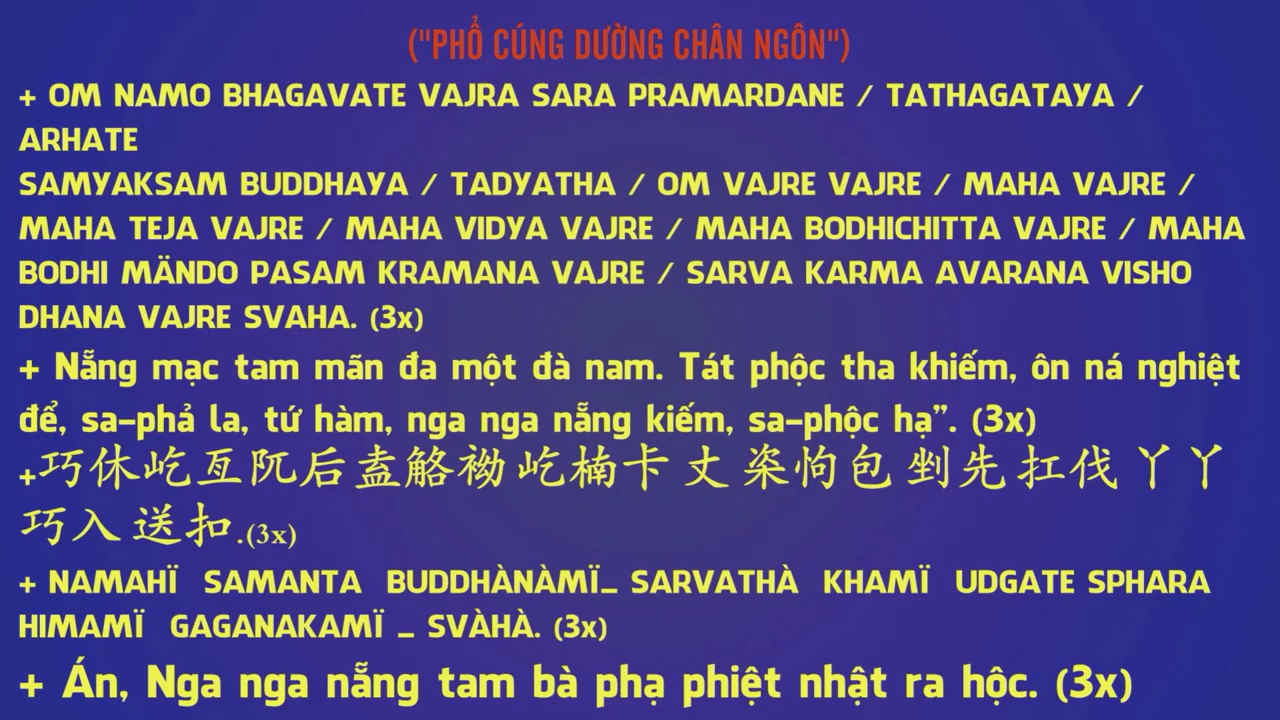 ("PHỔ CÚNG DƯỜNG CHÂN NGÔN")
+ OM NAMO BHAGAVATE VAJRA SARA PRAMARDANE / TATHAGATAYA /
ARHATE
SAMYAKSAM BUDDHAYA / TADYATHA / OM VAJRE VAJRE / MAHA VAJRE /
MAHA TEJA VAJRE / MAHA VIDYA VAJRE / MAHA BODHICHITTA VAJRE / MAHA
BODHI MÄNDO PASAM KRAMANA VAJRE / SARVA KARMA AVARANA VISHO
DHANA VAJRE SVAHA. (3x)
+ Nẵng mạc tam mãn đa một đà nam. Tát phộc tha khiếm, ôn ná nghiệt
để, sa-phả la, tứ hàm, nga nga nẵng kiếm, sa-phộc hạ”. (3x)
+巧休屹亙阢后盍觡袎屹楠卡丈栥怐包剉先扛伐丫丫
巧入送扣.(3x)
+ NAMAHÏ SAMANTA BUDDHÀNÀMÏ_ SARVATHÀ KHAMÏ UDGATE SPHARA
HIMAMÏ GAGANAKAMÏ _ SVÀHÀ. (3x)
+ Án, Nga nga nẵng tam bà phạ phiệt nhật ra hộc. (3x)